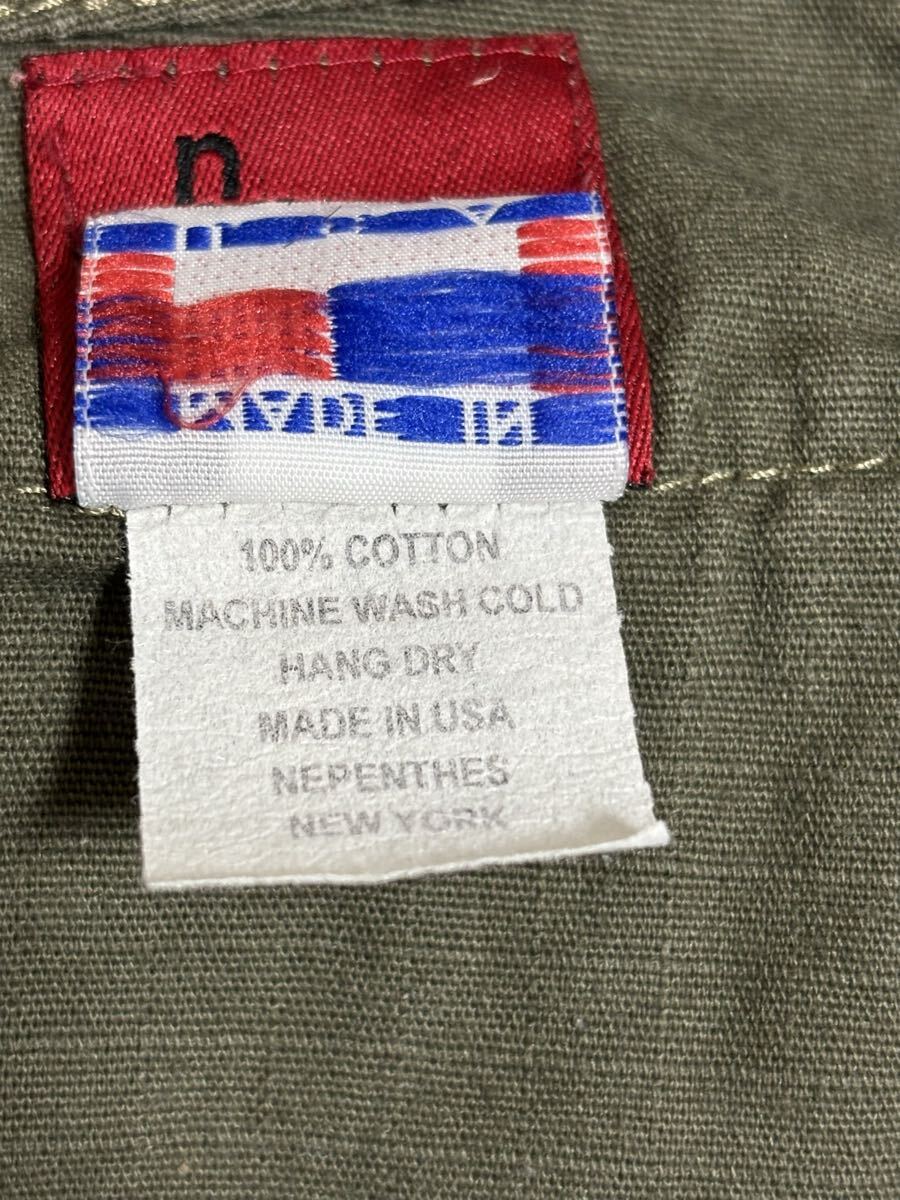 n
MADE IN
100% COTTON
MACHINE WASH COLD
HANG DRY
MADE IN USA
NEPENTHES
NEW YORK